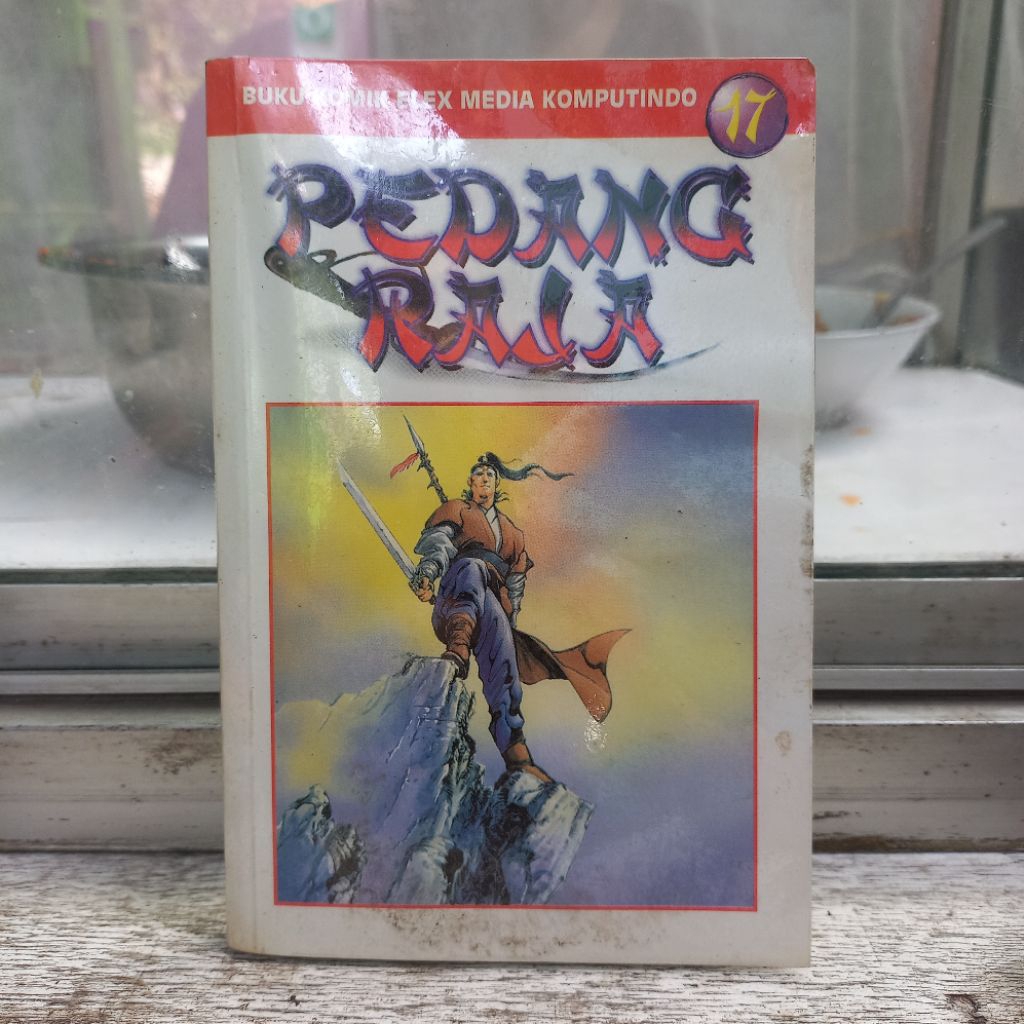 BUKU KOMIK ELEX MEDIA KOMPUTINDO
17
PEDANG
RAJA